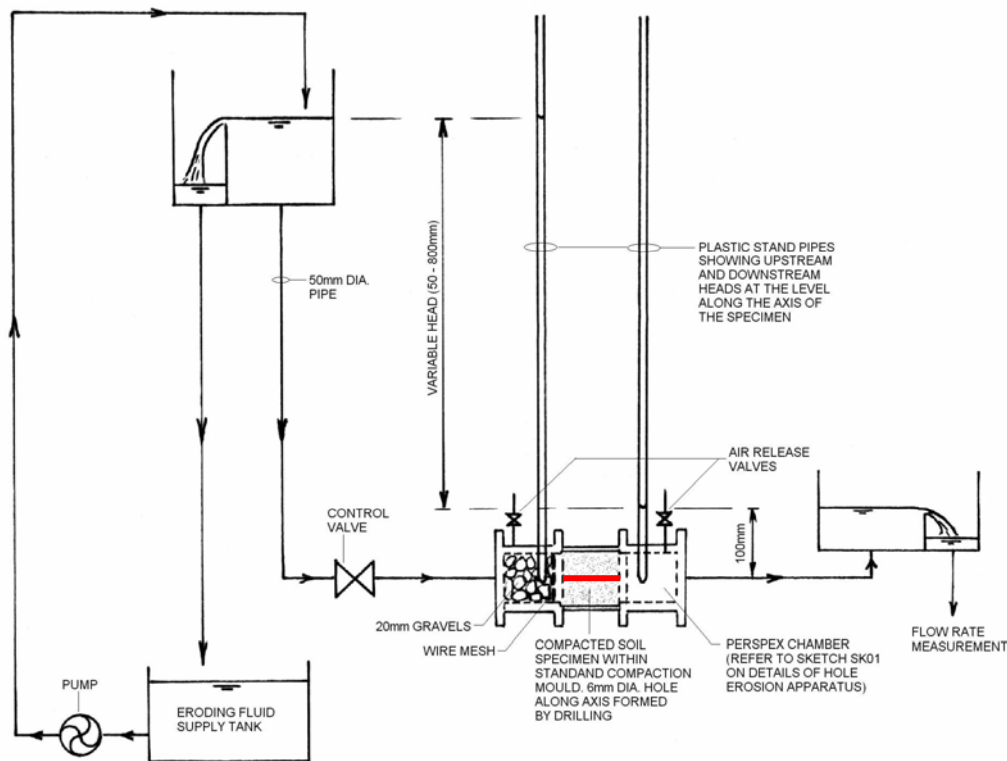 50mm DIA.
PIPE
VARIABLE HEAD (50 - 800mm)
PLASTIC STAND PIPES
SHOWING UPSTREAM
AND DOWNSTREAM
HEADS AT THE LEVEL
ALONG THE AXIS OF
THE SPECIMEN
AIR RELEASE
VALVES
CONTROL
VALVE
100mm
20mm GRAVELS
WIRE MESH
COMPACTED SOIL
SPECIMEN WITHIN
STANDAND COMPACTION
MOULD. 6mm DIA. HOLE
ALONG AXIS FORMED
BY DRILLING
PERSPEX CHAMBER
(REFER TO SKETCH SK01
ON DETAILS OF HOLE
EROSION APPARATUS)
FLOW RATE
MEASUREMENT
PUMP
ERODING FLUID
SUPPLY TANK